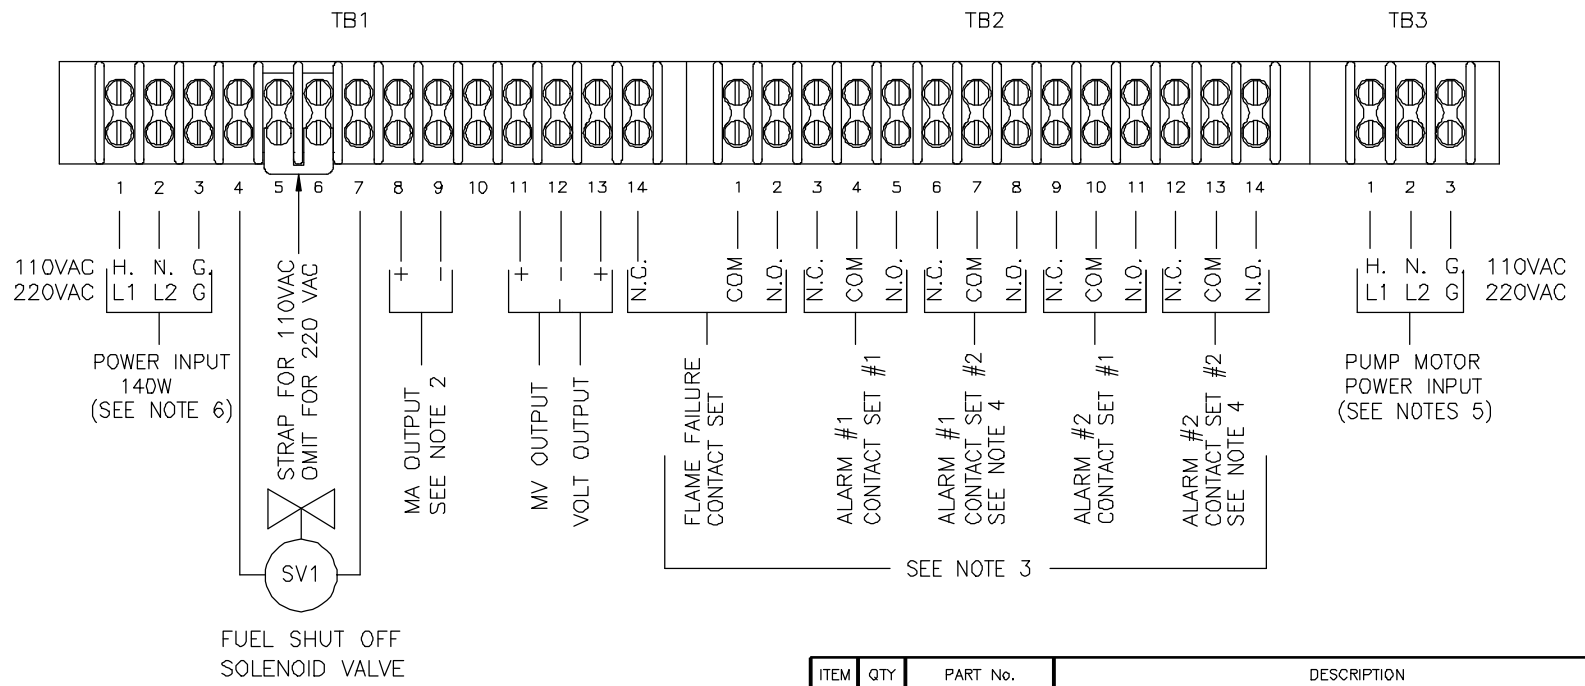 TB1 TB2 TB3
1 2 3 4 5 6 7 8 9 10 11 12 13 14 1 2 3 4 5 6 7 8 9 10 11 12 13 14 1 2 3
110VAC H. N. G.
220VAC L1 L2 G
POWER INPUT
140W
(SEE NOTE 6)
STRAP FOR 110VAC
OMIT FOR 220 VAC
SV1
FUEL SHUT OFF
SOLENOID VALVE
+ -
MA OUTPUT
SEE NOTE 2
+ - +
-
MV OUTPUT
VOLT OUTPUT
N.C. COM N.O.
FLAME FAILURE
CONTACT SET
N.C. COM N.O.
ALARM #1
CONTACT SET #1
N.C. COM N.O.
ALARM #1
CONTACT SET #2
SEE NOTE 4
N.C. COM N.O.
ALARM #2
CONTACT SET #1
N.C. COM N.O.
ALARM #2
CONTACT SET #2
SEE NOTE 4
SEE NOTE 3
H. N. G. 110VAC
L1 L2 G 220VAC
PUMP MOTOR
POWER INPUT
(SEE NOTES 5)
ITEM QTY PART No. DESCRIPTION